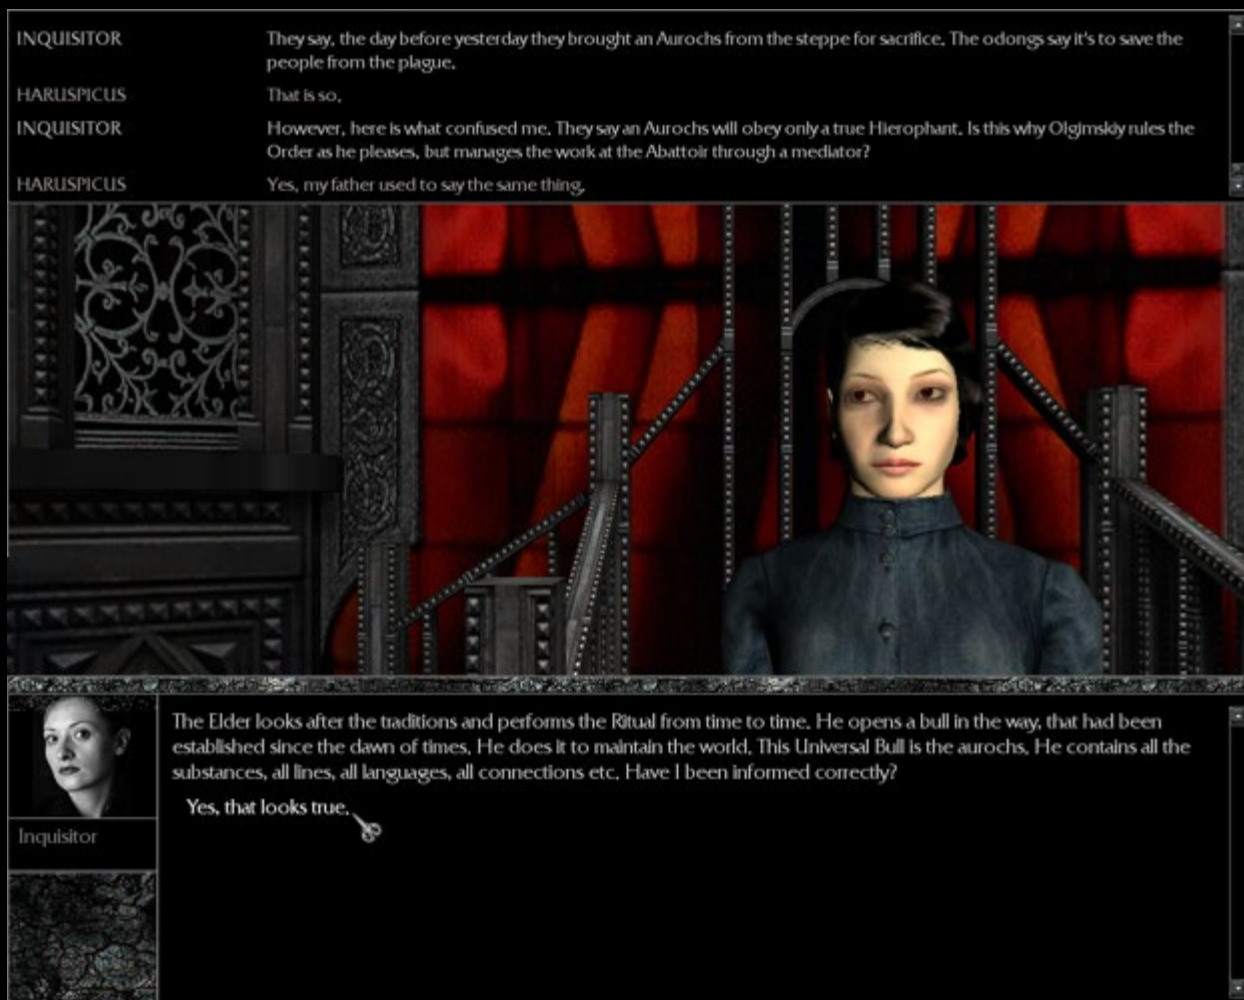 INQUISITOR They say, the day before yesterday they brought an Aurochs from the steppe for sacrifice. The odongs say it's to save the
people from the plague.
HARUSPICUS That is so.
INQUISITOR However, here is what confused me. They say an Aurochs will obey only a true Hierophant. Is this why Olgimskiy rules the
Order as he pleases, but manages the work at the Abattoir through a mediator?
HARUSPICUS Yes, my father used to say the same thing.
The Elder looks after the traditions and performs the Ritual from time to time. He opens a bull in the way, that had been
established since the dawn of times. He does it to maintain the world. This Universal Bull is the aurochs. He contains all the
substances, all lines, all languages, all connections etc. Have I been informed correctly?
Yes, that looks true.
Inquisitor